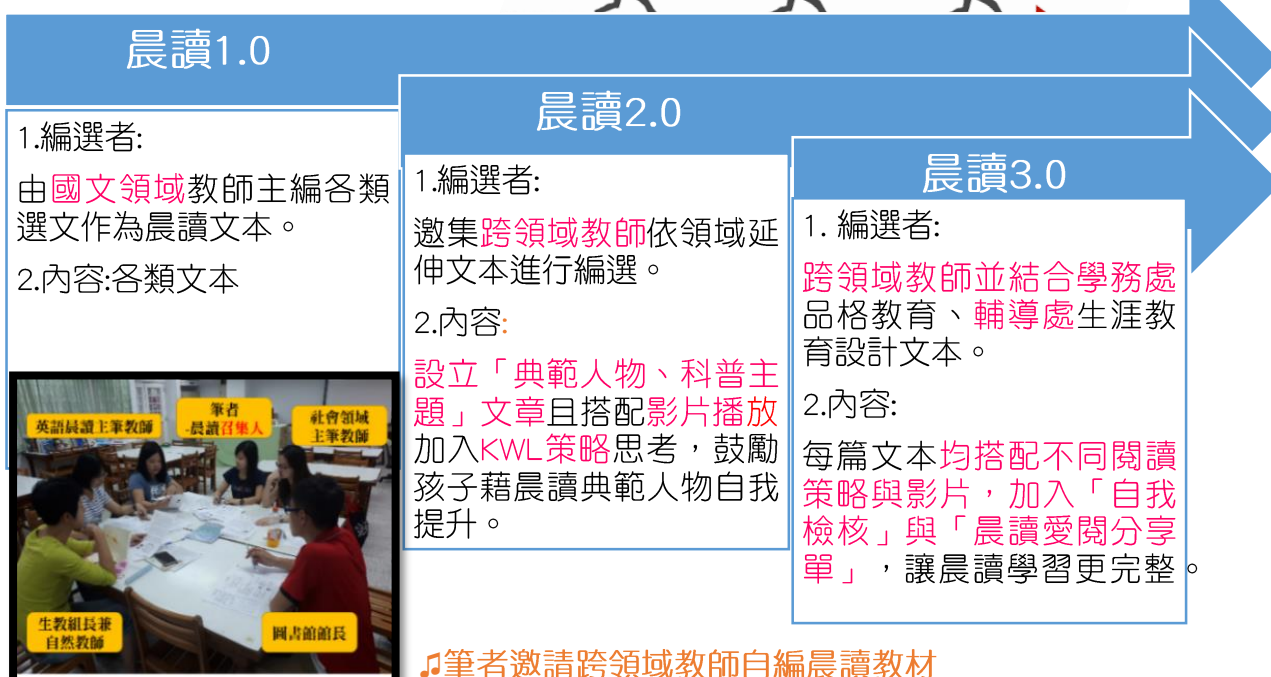 晨讀1.0
1.編選者:
由國文領域教師主編各類
選文作為晨讀文本。
2.內容:各類文本
英語晨讀主筆教師
筆者
-晨讀召集人
社會領域
主筆教師
生教組長兼
自然教師
圖書館館長
晨讀2.0
1.編選者:
邀集跨領域教師依領域延
伸文本進行編選。
2.內容:
設立「典範人物、科普主
題」文章且搭配影片播放
加入KWL策略思考，鼓勵
孩子藉晨讀典範人物自我
提升。
晨讀3.0
1. 編選者:
跨領域教師並結合學務處
品格教育、輔導處生涯教
育設計文本。
2.內容:
每篇文本均搭配不同閱讀
策略與影片，加入「自我
檢核」與「晨讀愛閱分享
單」，讓晨讀學習更完整。
♫筆者邀請跨領域教師自編晨讀教材